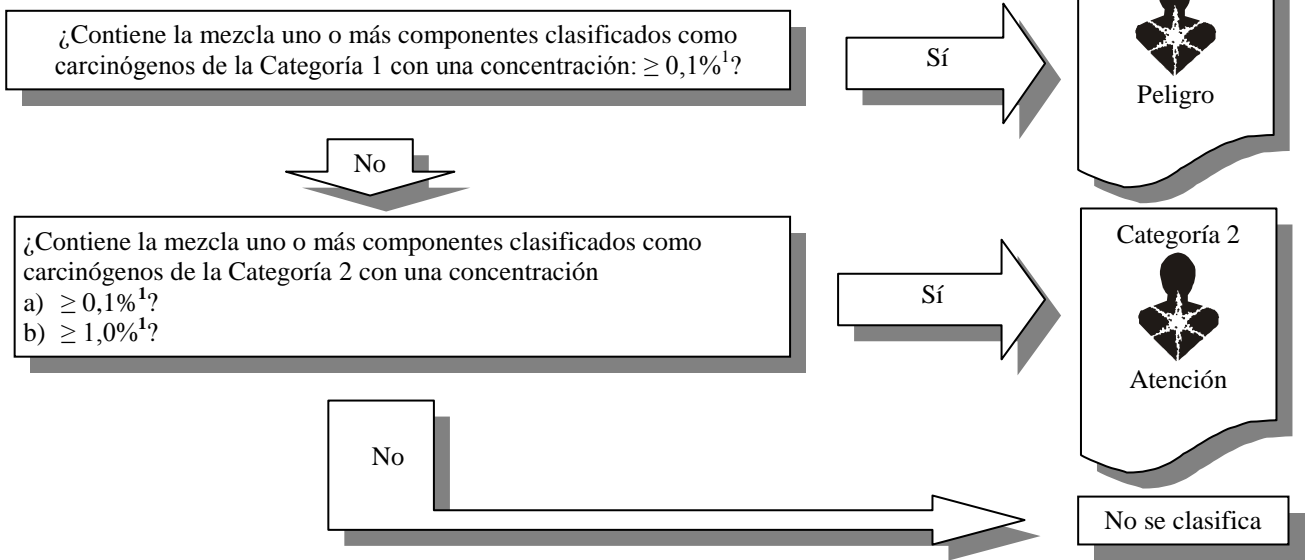 ¿Contiene la mezcla uno o más componentes clasificados como
carcinógenos de la Categoría 1 con una concentración: ≥ 0,1%¹?
Sí
Peligro
No
¿Contiene la mezcla uno o más componentes clasificados como
carcinógenos de la Categoría 2 con una concentración
a) ≥ 0,1%¹?
b) ≥ 1,0%¹?
Sí
Categoría 2
Atención
No
No se clasifica